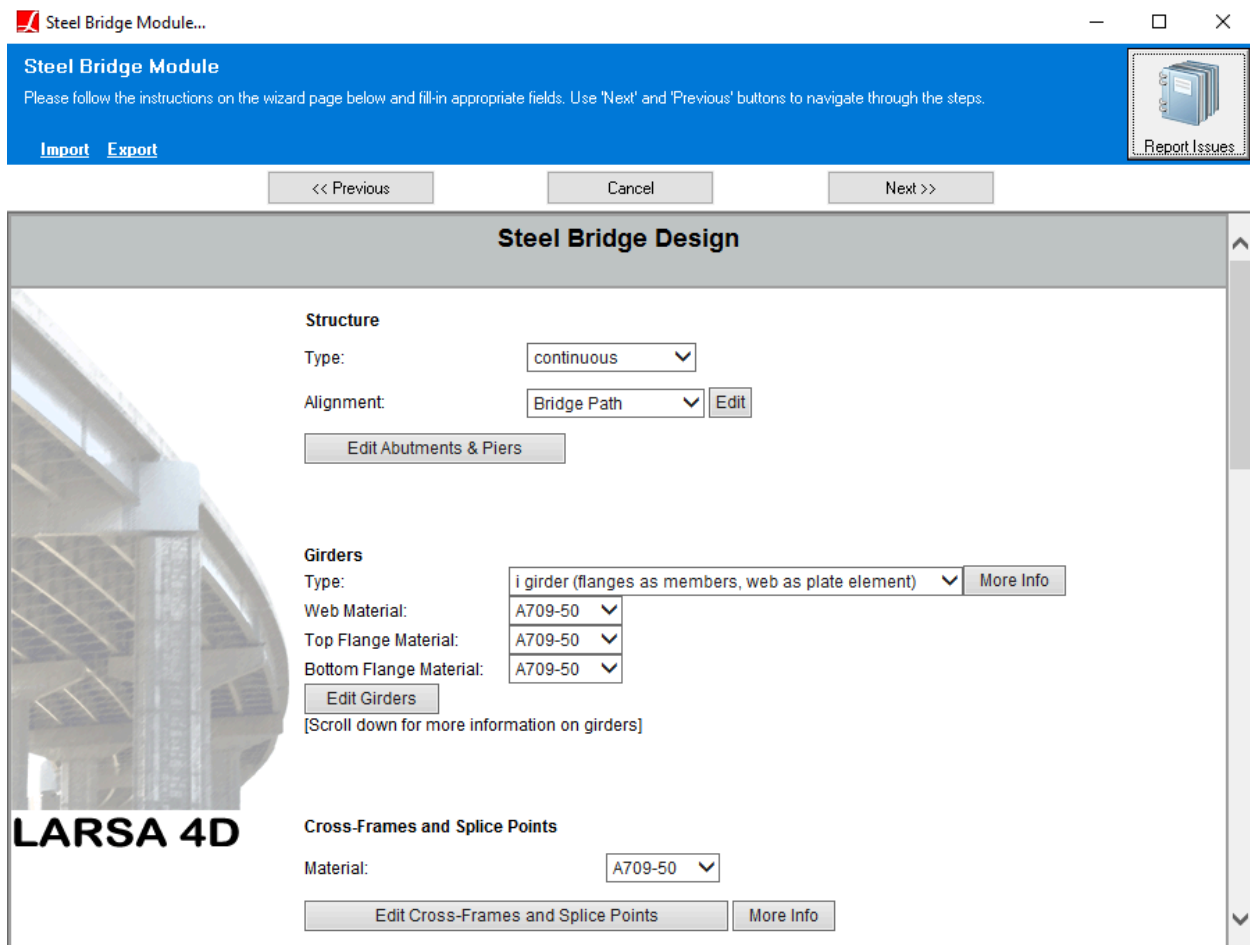 Steel Bridge Module...
Steel Bridge Module
Please follow the instructions on the wizard page below and fill-in appropriate fields. Use 'Next' and 'Previous' buttons to navigate through the steps.
Import Export
Report Issues
<< Previous Cancel Next >>
Steel Bridge Design
Structure
Type: continuous
Alignment: Bridge Path Edit
Edit Abutments & Piers
Girders
Type: i girder (flanges as members, web as plate element) More Info
Web Material: A709-50
Top Flange Material: A709-50
Bottom Flange Material: A709-50
Edit Girders
[Scroll down for more information on girders]
LARSA 4D
Cross-Frames and Splice Points
Material: A709-50
Edit Cross-Frames and Splice Points More Info